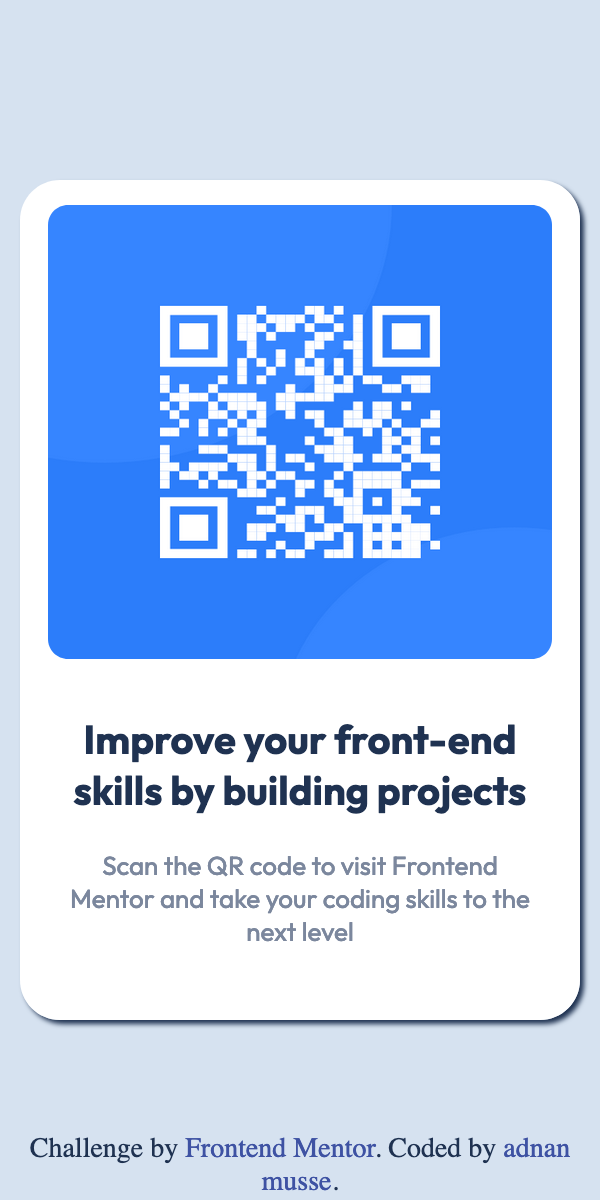 Improve your front-end
skills by building projects
Scan the QR code to visit Frontend
Mentor and take your coding skills to the
next level
Challenge by Frontend Mentor. Coded by adnan
musse.